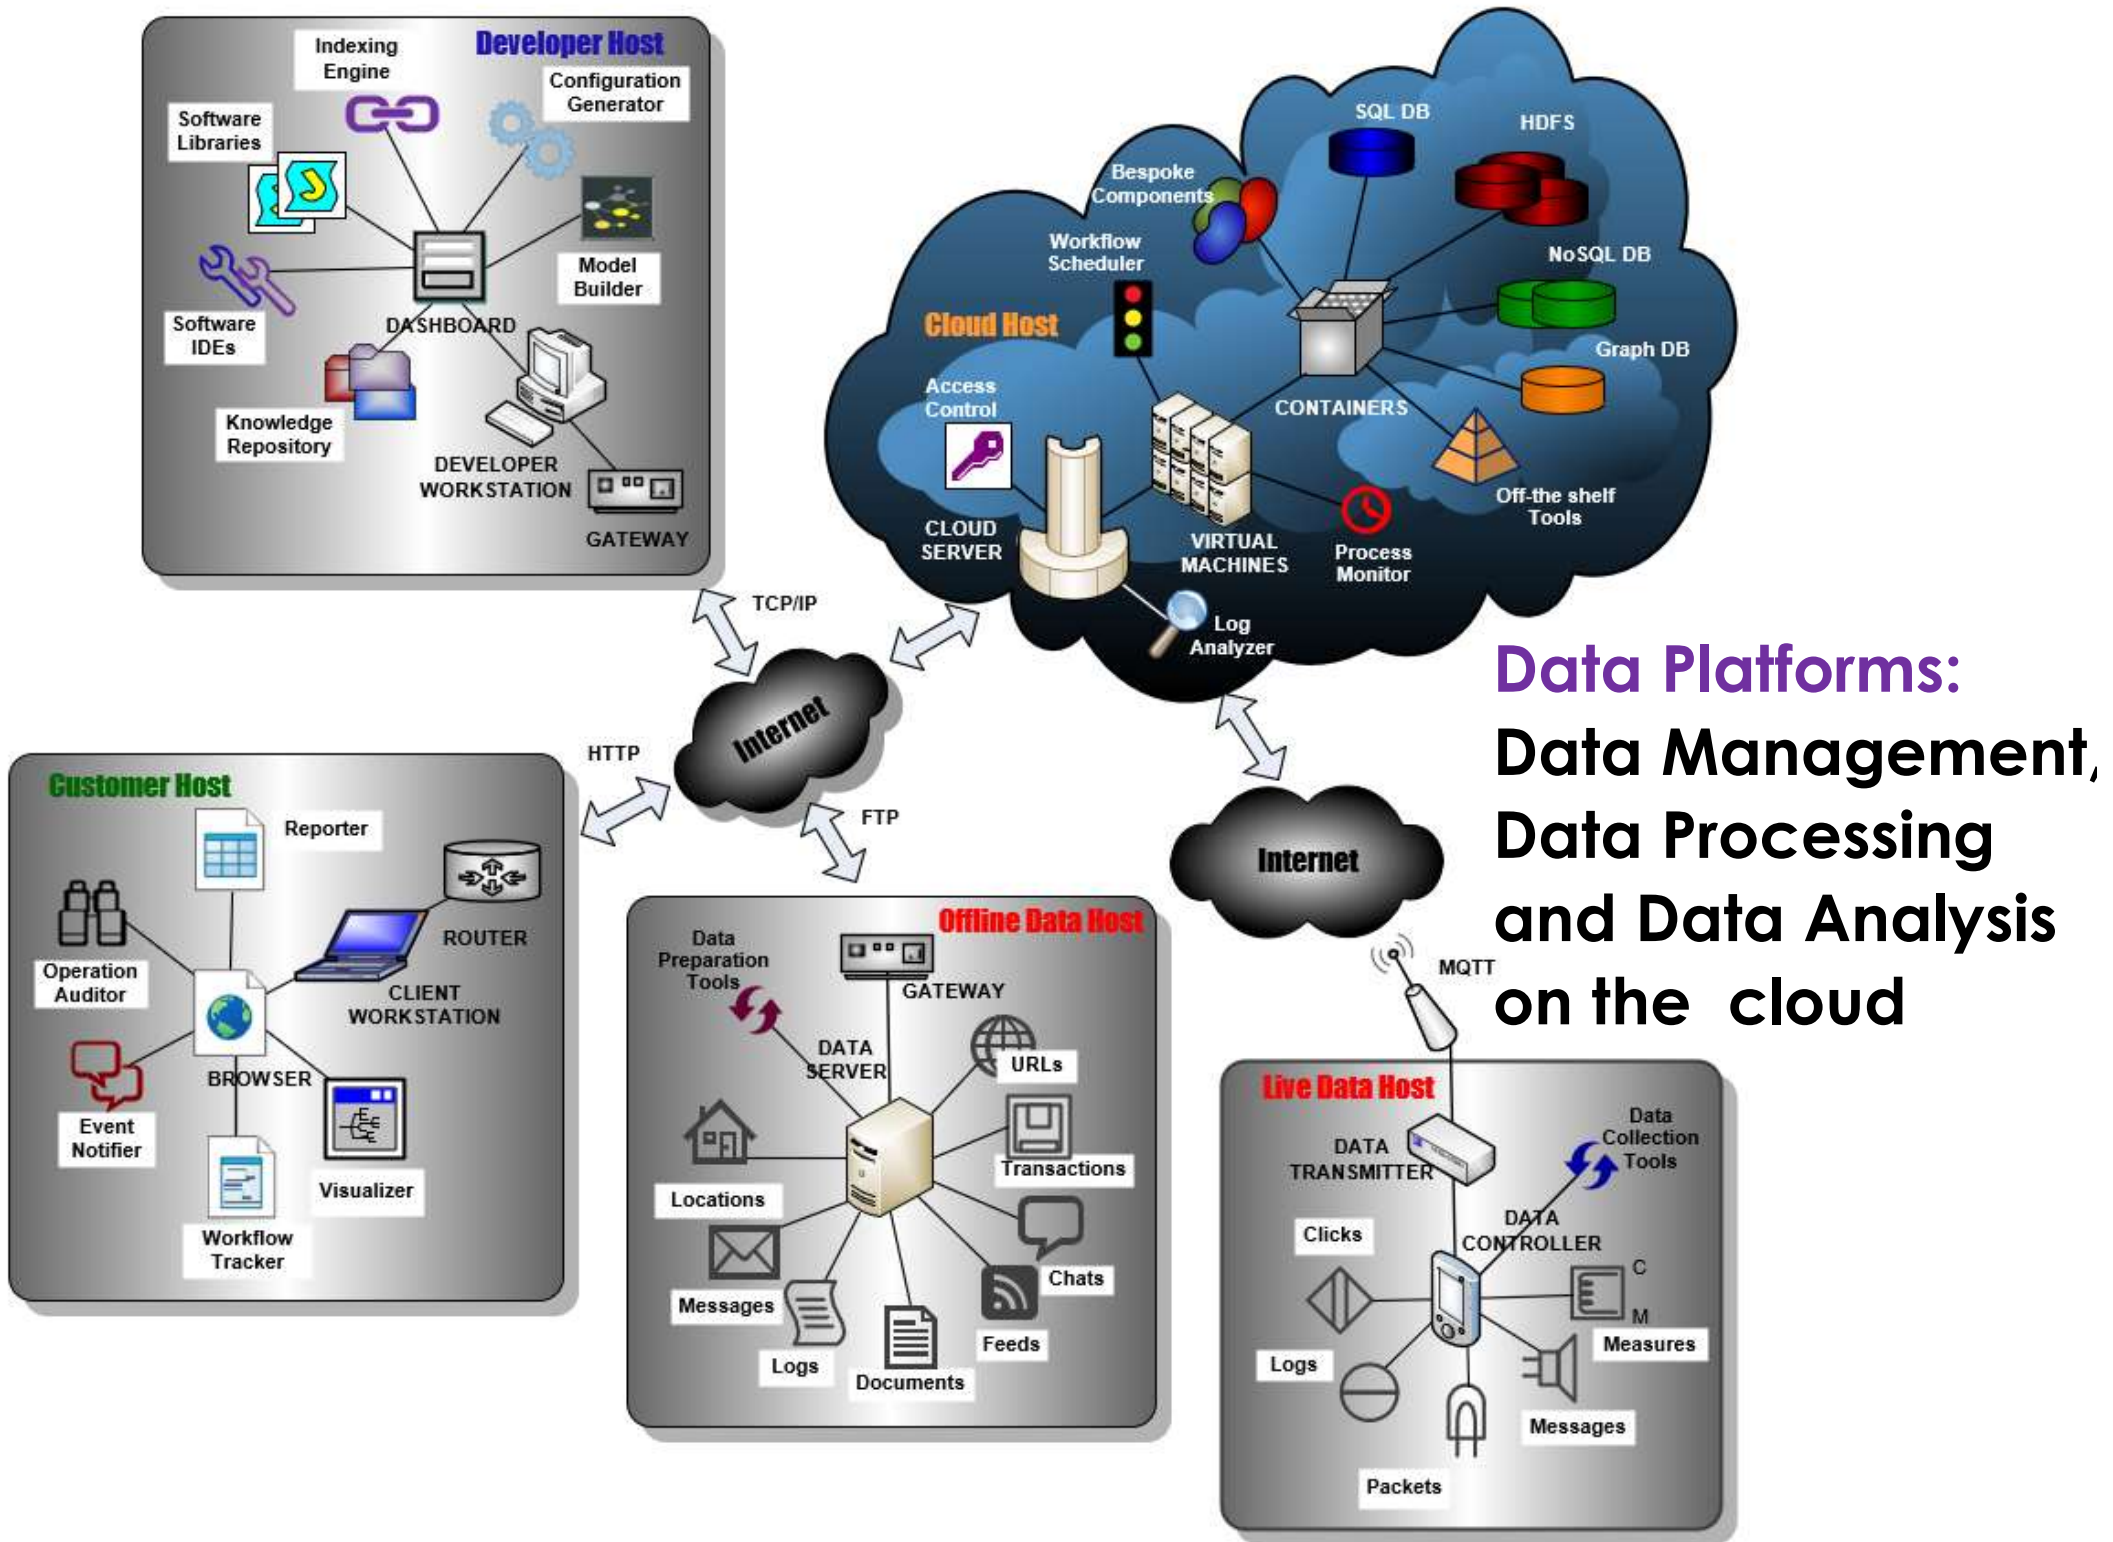 Developer Host
Indexing
Engine
Configuration
Generator
Software
Libraries
Model
Builder
Software
IDEs
DASHBOARD
Knowledge
Repository
DEVELOPER
WORKSTATION
GATEWAY
SQL DB
HDFS
Bespoke
Components
Workflow
Scheduler
NoSQL DB
Cloud Host
Graph DB
Access
Control
CONTAINERS
Off-the shelf
Tools
CLOUD
SERVER
VIRTUAL
MACHINES
Process
Monitor
Log
Analyzer
TCP/IP
Internet
HTTP
FTP
Internet
MQTT
Data Platforms:
Data Management,
Data Processing
and Data Analysis
on the cloud
Customer Host
Reporter
ROUTER
Operation
Auditor
CLIENT
WORKSTATION
BROWSER
Event
Notifier
Visualizer
Workflow
Tracker
Offline Data Host
Data
Preparation
Tools
GATEWAY
DATA
SERVER
URLs
Transactions
Locations
Chats
Messages
Feeds
Logs
Documents
Live Data Host
Data
Collection
Tools
DATA
TRANSMITTER
DATA
CONTROLLER
Clicks
C
M
Measures
Logs
Messages
Packets